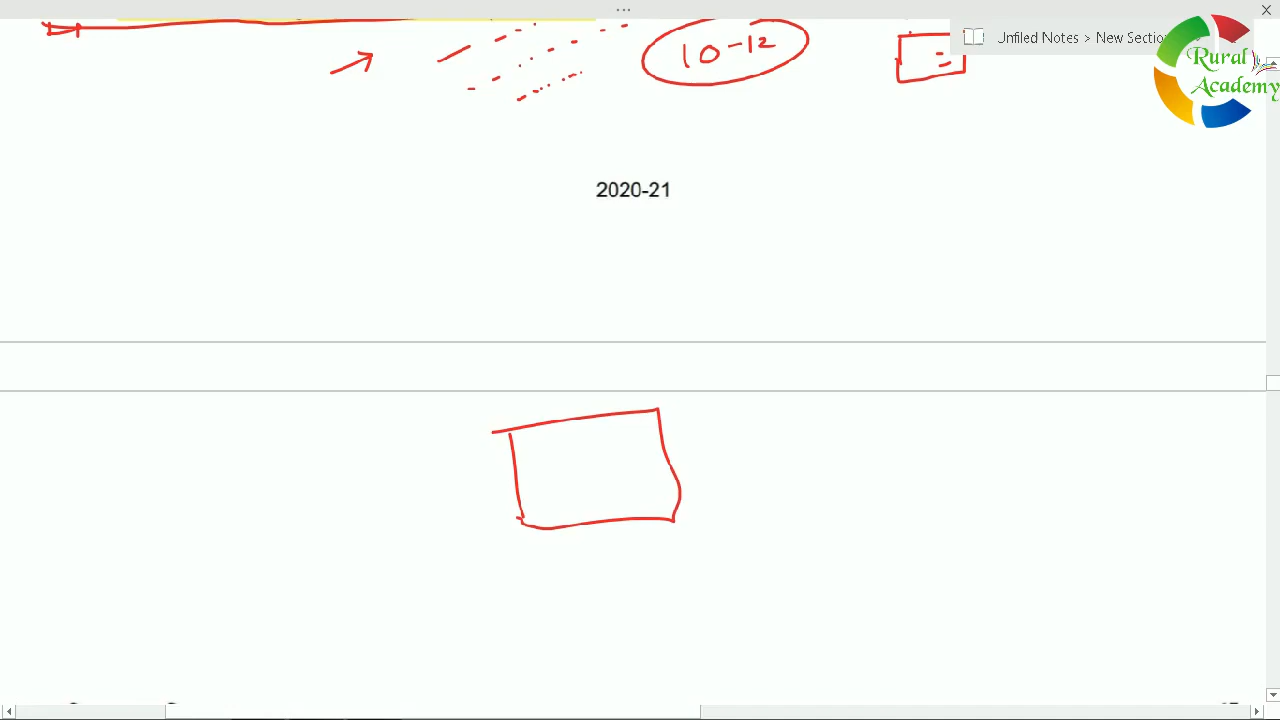 10-12
Unfiled Notes > New Sectio
Rural
Academy
2020-21